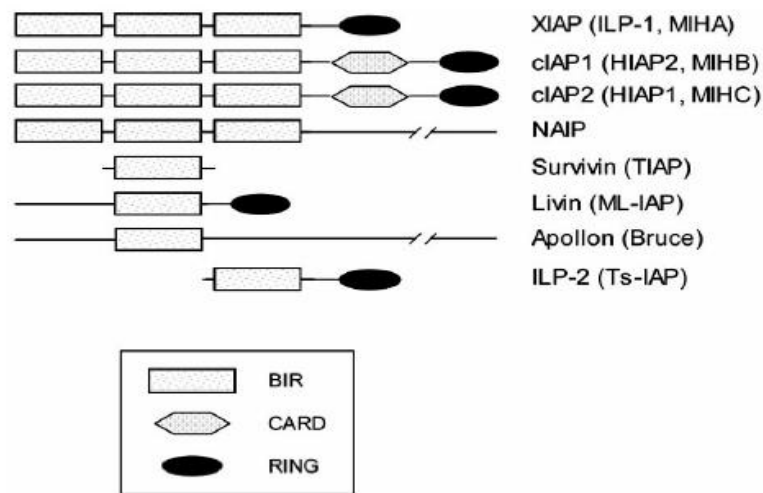 XIAP (ILP-1, MIHA)
cIAP1 (HIAP2, MIHB)
cIAP2 (HIAP1, MIHC)
NAIP
Survivin (TIAP)
Livin (ML-IAP)
Apollon (Bruce)
ILP-2 (Ts-IAP)
BIR
CARD
RING